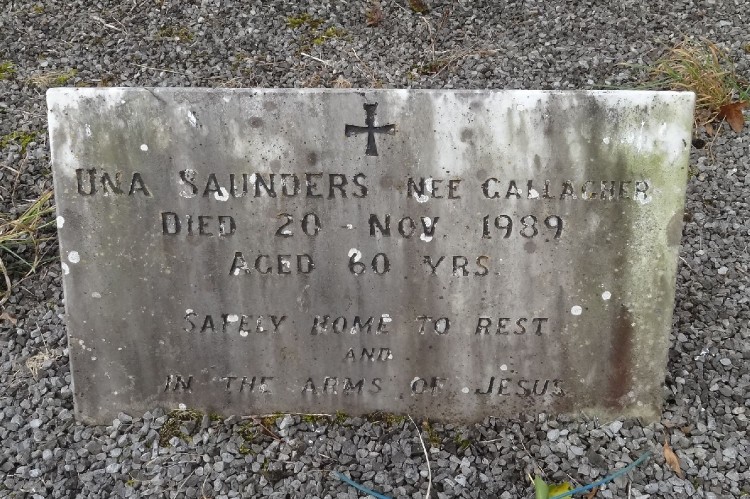 UNA SAUNDERS NEE GALLAGHER
DIED 20 NOV 1989
AGED 60 YRS.
SAFELY HOME TO REST
AND
IN THE ARMS OF JESUS